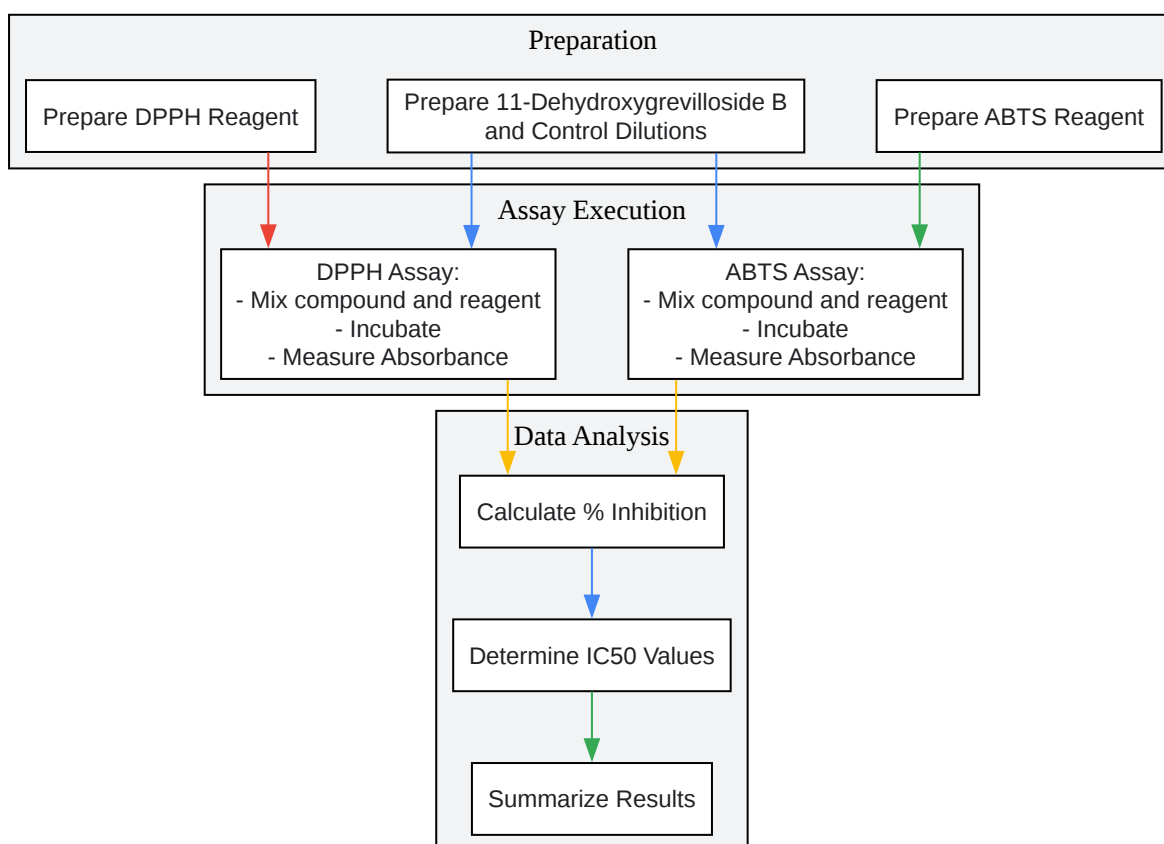 Preparation
Prepare DPPH Reagent
Prepare 11-Dehydroxygrevilloside B
and Control Dilutions
Prepare ABTS Reagent
Assay Execution
DPPH Assay:
- Mix compound and reagent
- Incubate
- Measure Absorbance
ABTS Assay:
- Mix compound and reagent
- Incubate
- Measure Absorbance
Data Analysis
Calculate % Inhibition
Determine IC50 Values
Summarize Results